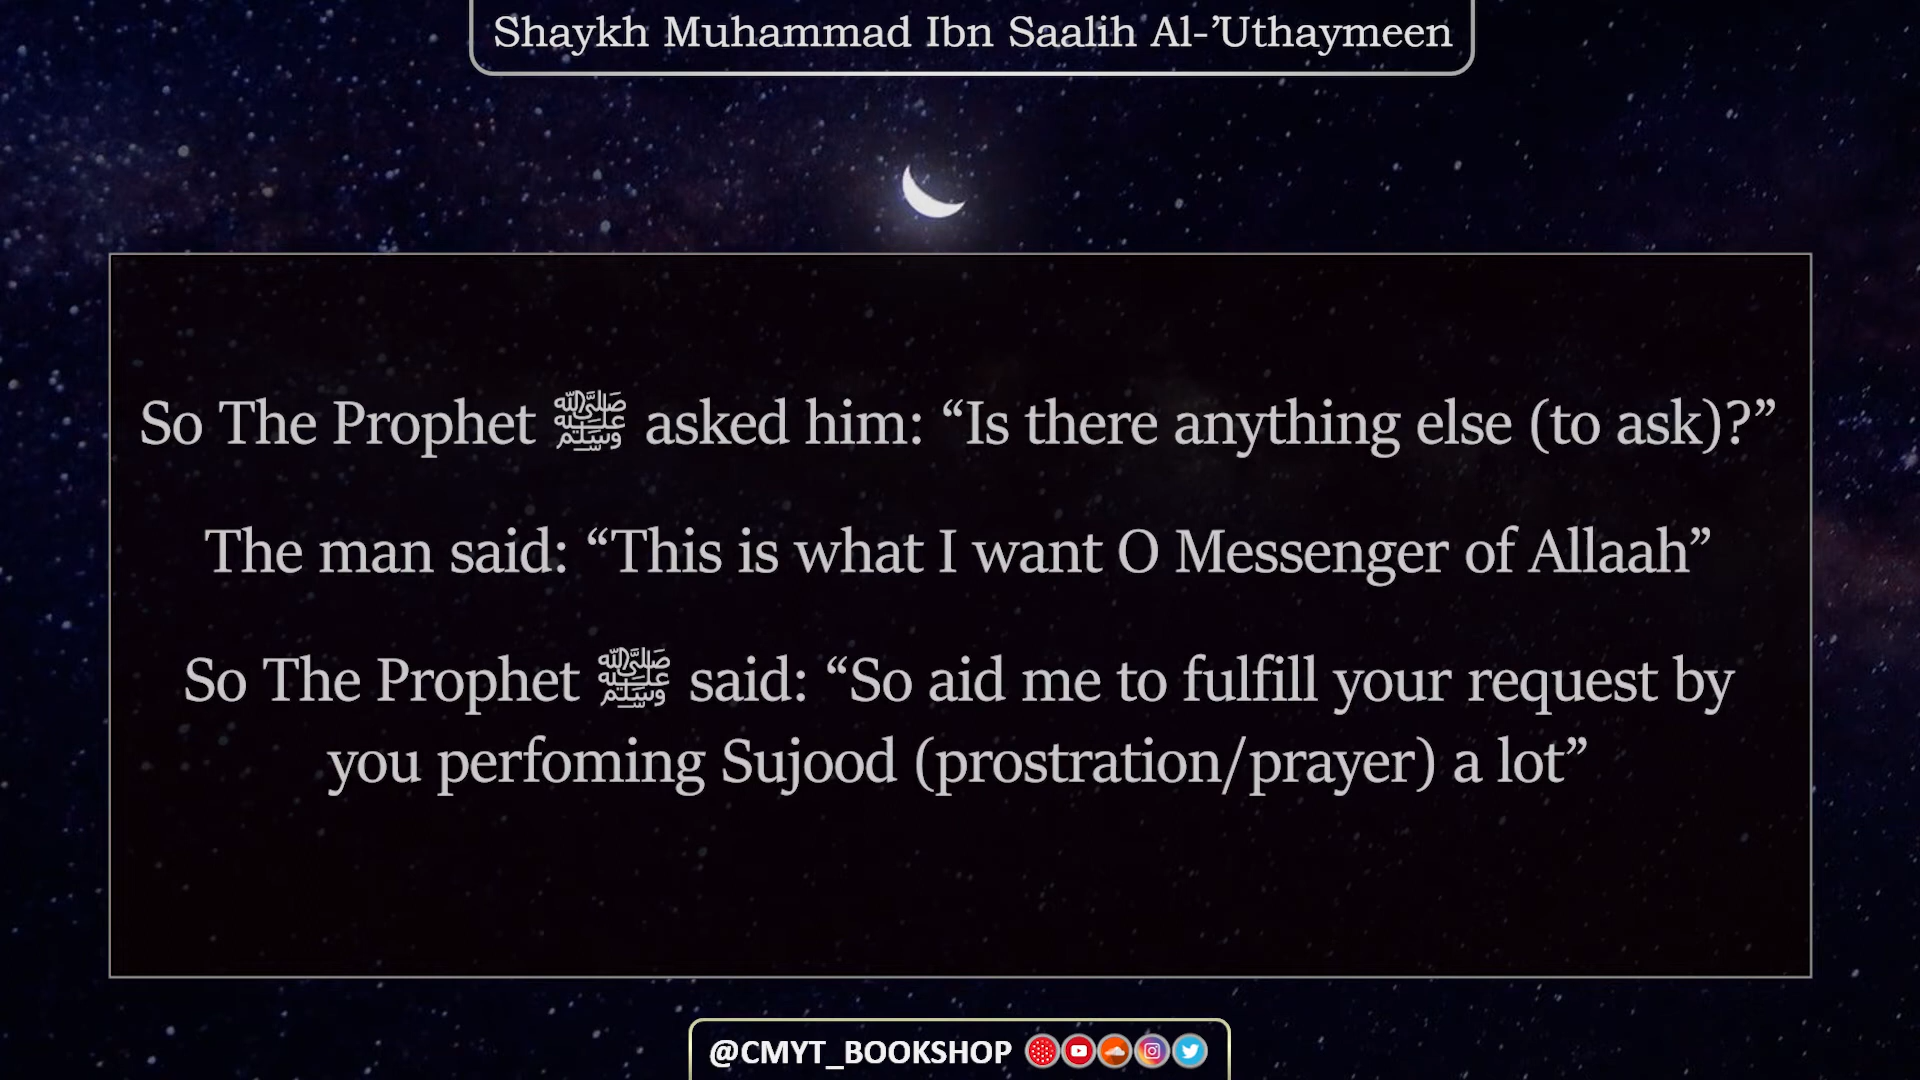 Shaykh Muhammad Ibn Saalih Al-’Uthaymeen
So The Prophet ﷺ asked him: “Is there anything else (to ask)?”
The man said: “This is what I want O Messenger of Allaah”
So The Prophet ﷺ said: “So aid me to fulfill your request by
you perfoming Sujood (prostration/prayer) a lot”
@CMYT_BOOKSHOP